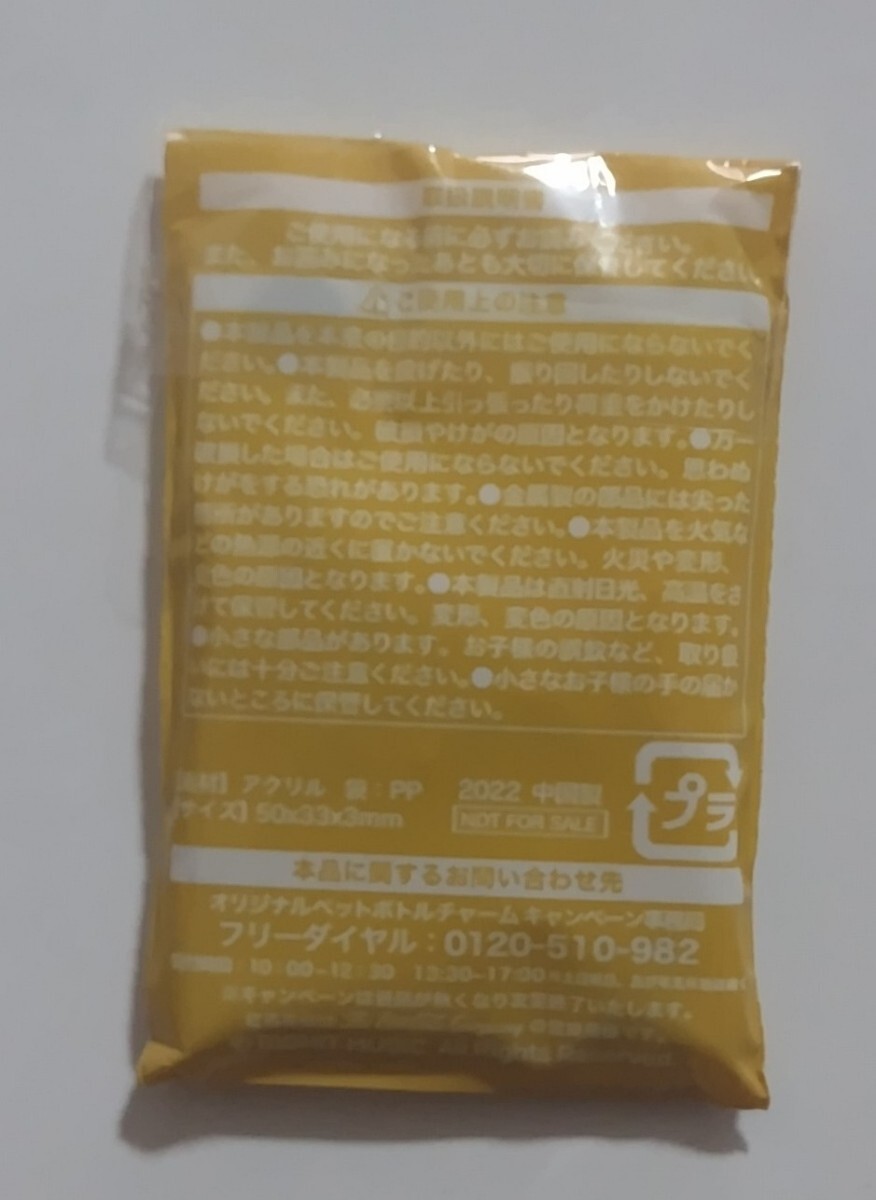 取扱説明書
ご使用になる前に必ずお読みください。
また、お読みになったあとも大切に保管してください。
⚠ご使用上の注意
●本製品を本来の目的以外にはご使用にならないでく
ださい。●本製品を投げたり、振り回したりしないでく
ださい。また、必要以上引っ張ったり荷重をかけたりし
ないでください。破損やけがの原因となります。●万一
破損した場合はご使用にならないでください。思わぬ
けがをする恐れがあります。●金属製の部品には尖った
がありますのでご注意ください。●本製品を火気な
どの熱源の近くに置かないでください。火災や変形、
変色の原因となります。●本製品は直射日光、高温をさ
けて保管してください。変形、変色の原因となります。
●小さな部品があります。お子様の誤飲など、取り扱
いには十分ご注意ください。●小さなお子様の手の届か
ないところに保管してください。
【素材】アクリル 袋：PP 2022 中国製
【サイズ】50x33x3mm NOT FOR SALE
プラ
本品に関するお問い合わせ先
オリジナルペットボトルチャーム キャンペーン事務局
フリーダイヤル：0120-510-982
10:00-12:30 13:30-17:00
※キャンペーン
All Rights Reserved